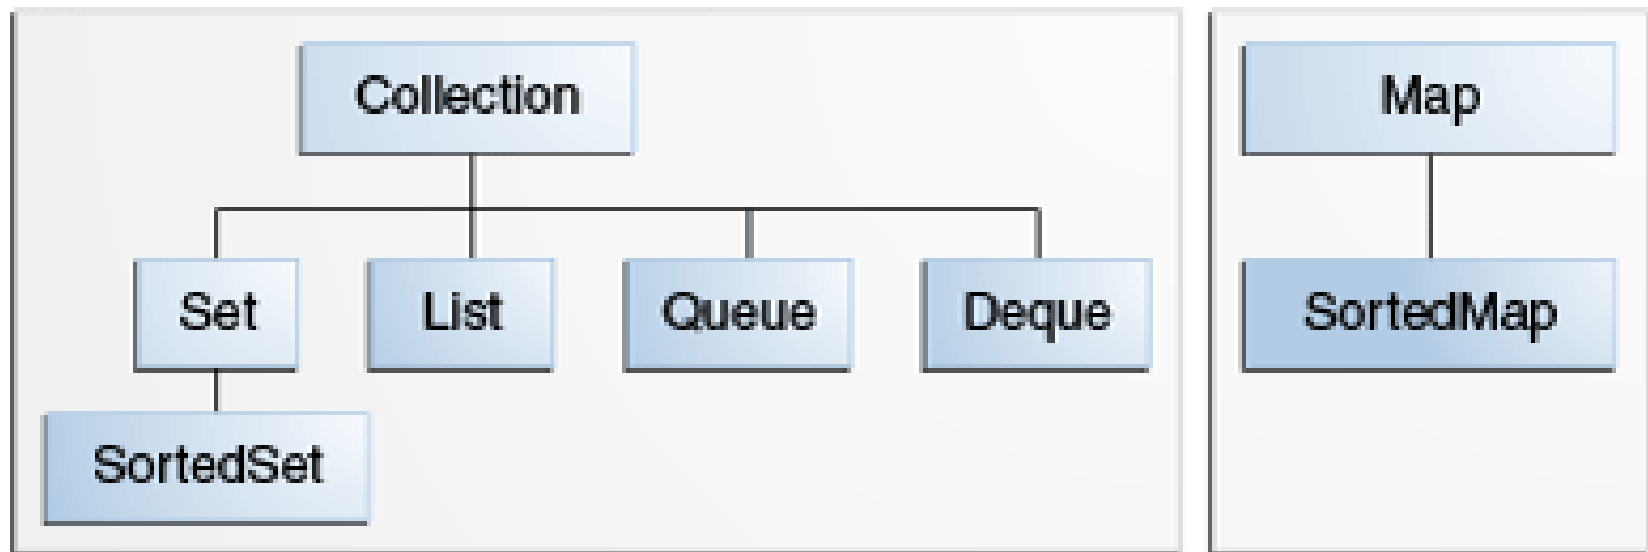 Collection
Map
Set
List
Queue
Deque
SortedMap
SortedSet